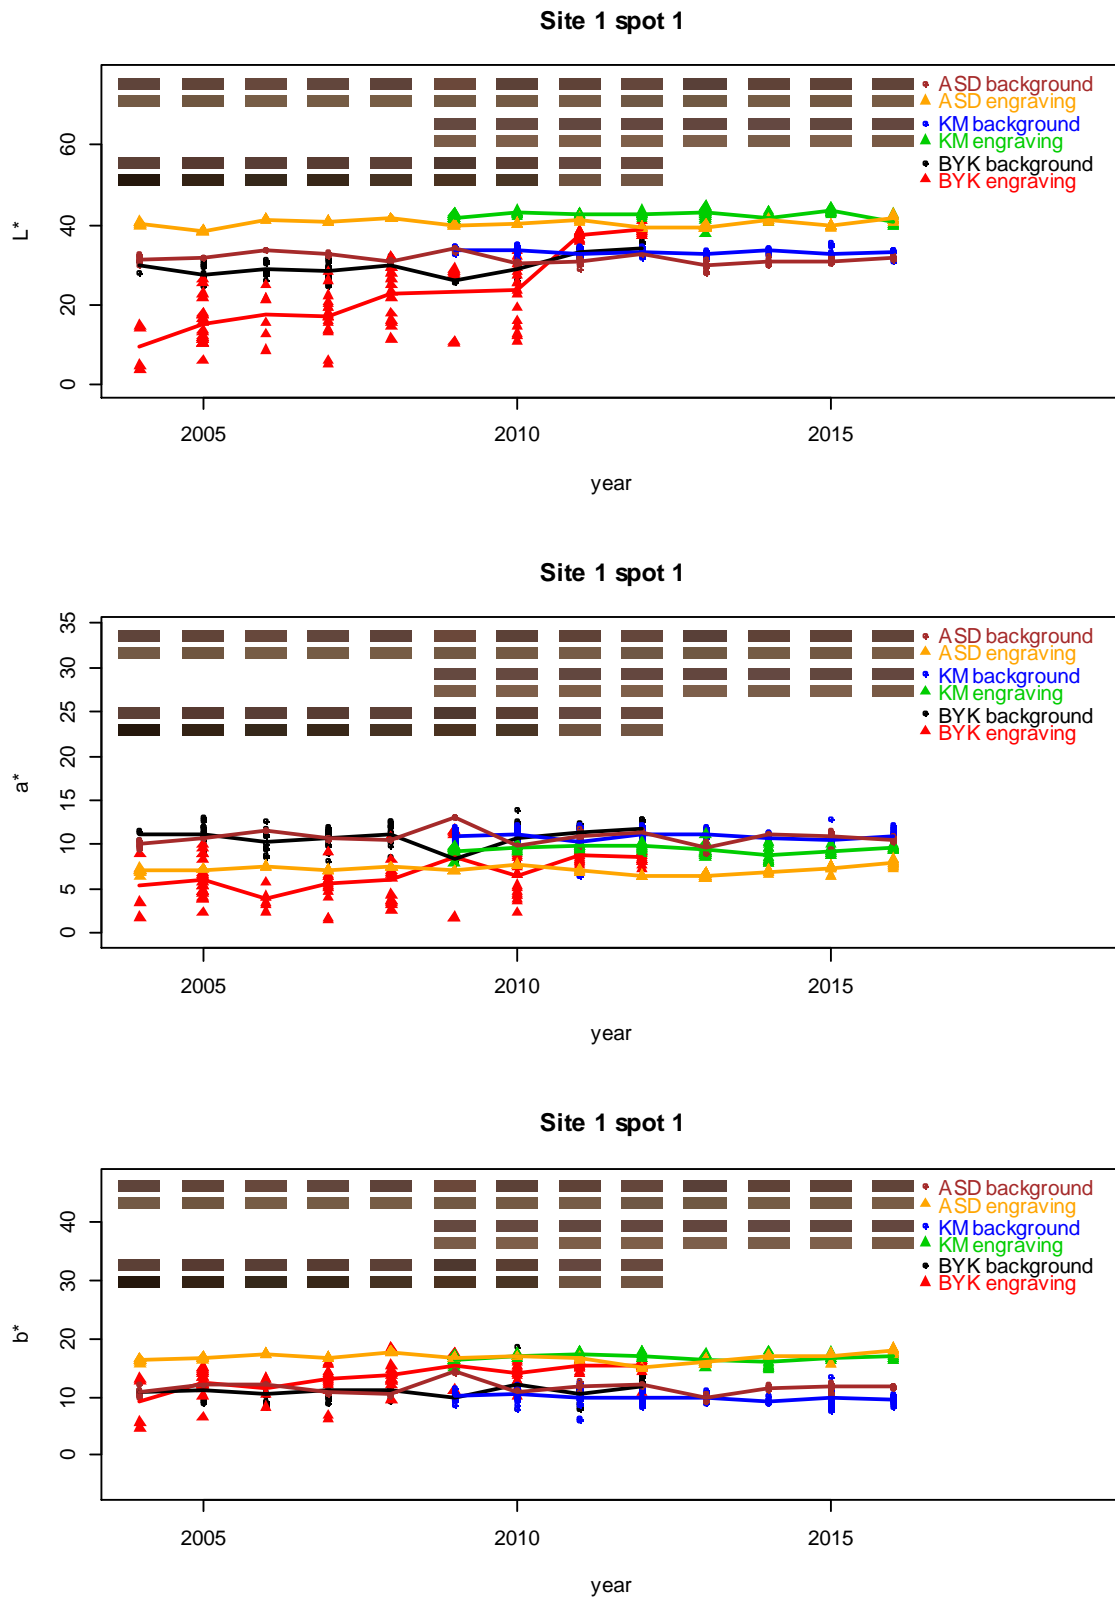 Site 1 spot 1
ASD background
ASD engraving
KM background
KM engraving
BYK background
BYK engraving
L*
60
40
20
0
2005
2010
2015
year
Site 1 spot 1
ASD background
ASD engraving
KM background
KM engraving
BYK background
BYK engraving
a*
35
30
25
20
15
10
5
0
2005
2010
2015
year
Site 1 spot 1
ASD background
ASD engraving
KM background
KM engraving
BYK background
BYK engraving
b*
40
30
20
10
0
2005
2010
2015
year